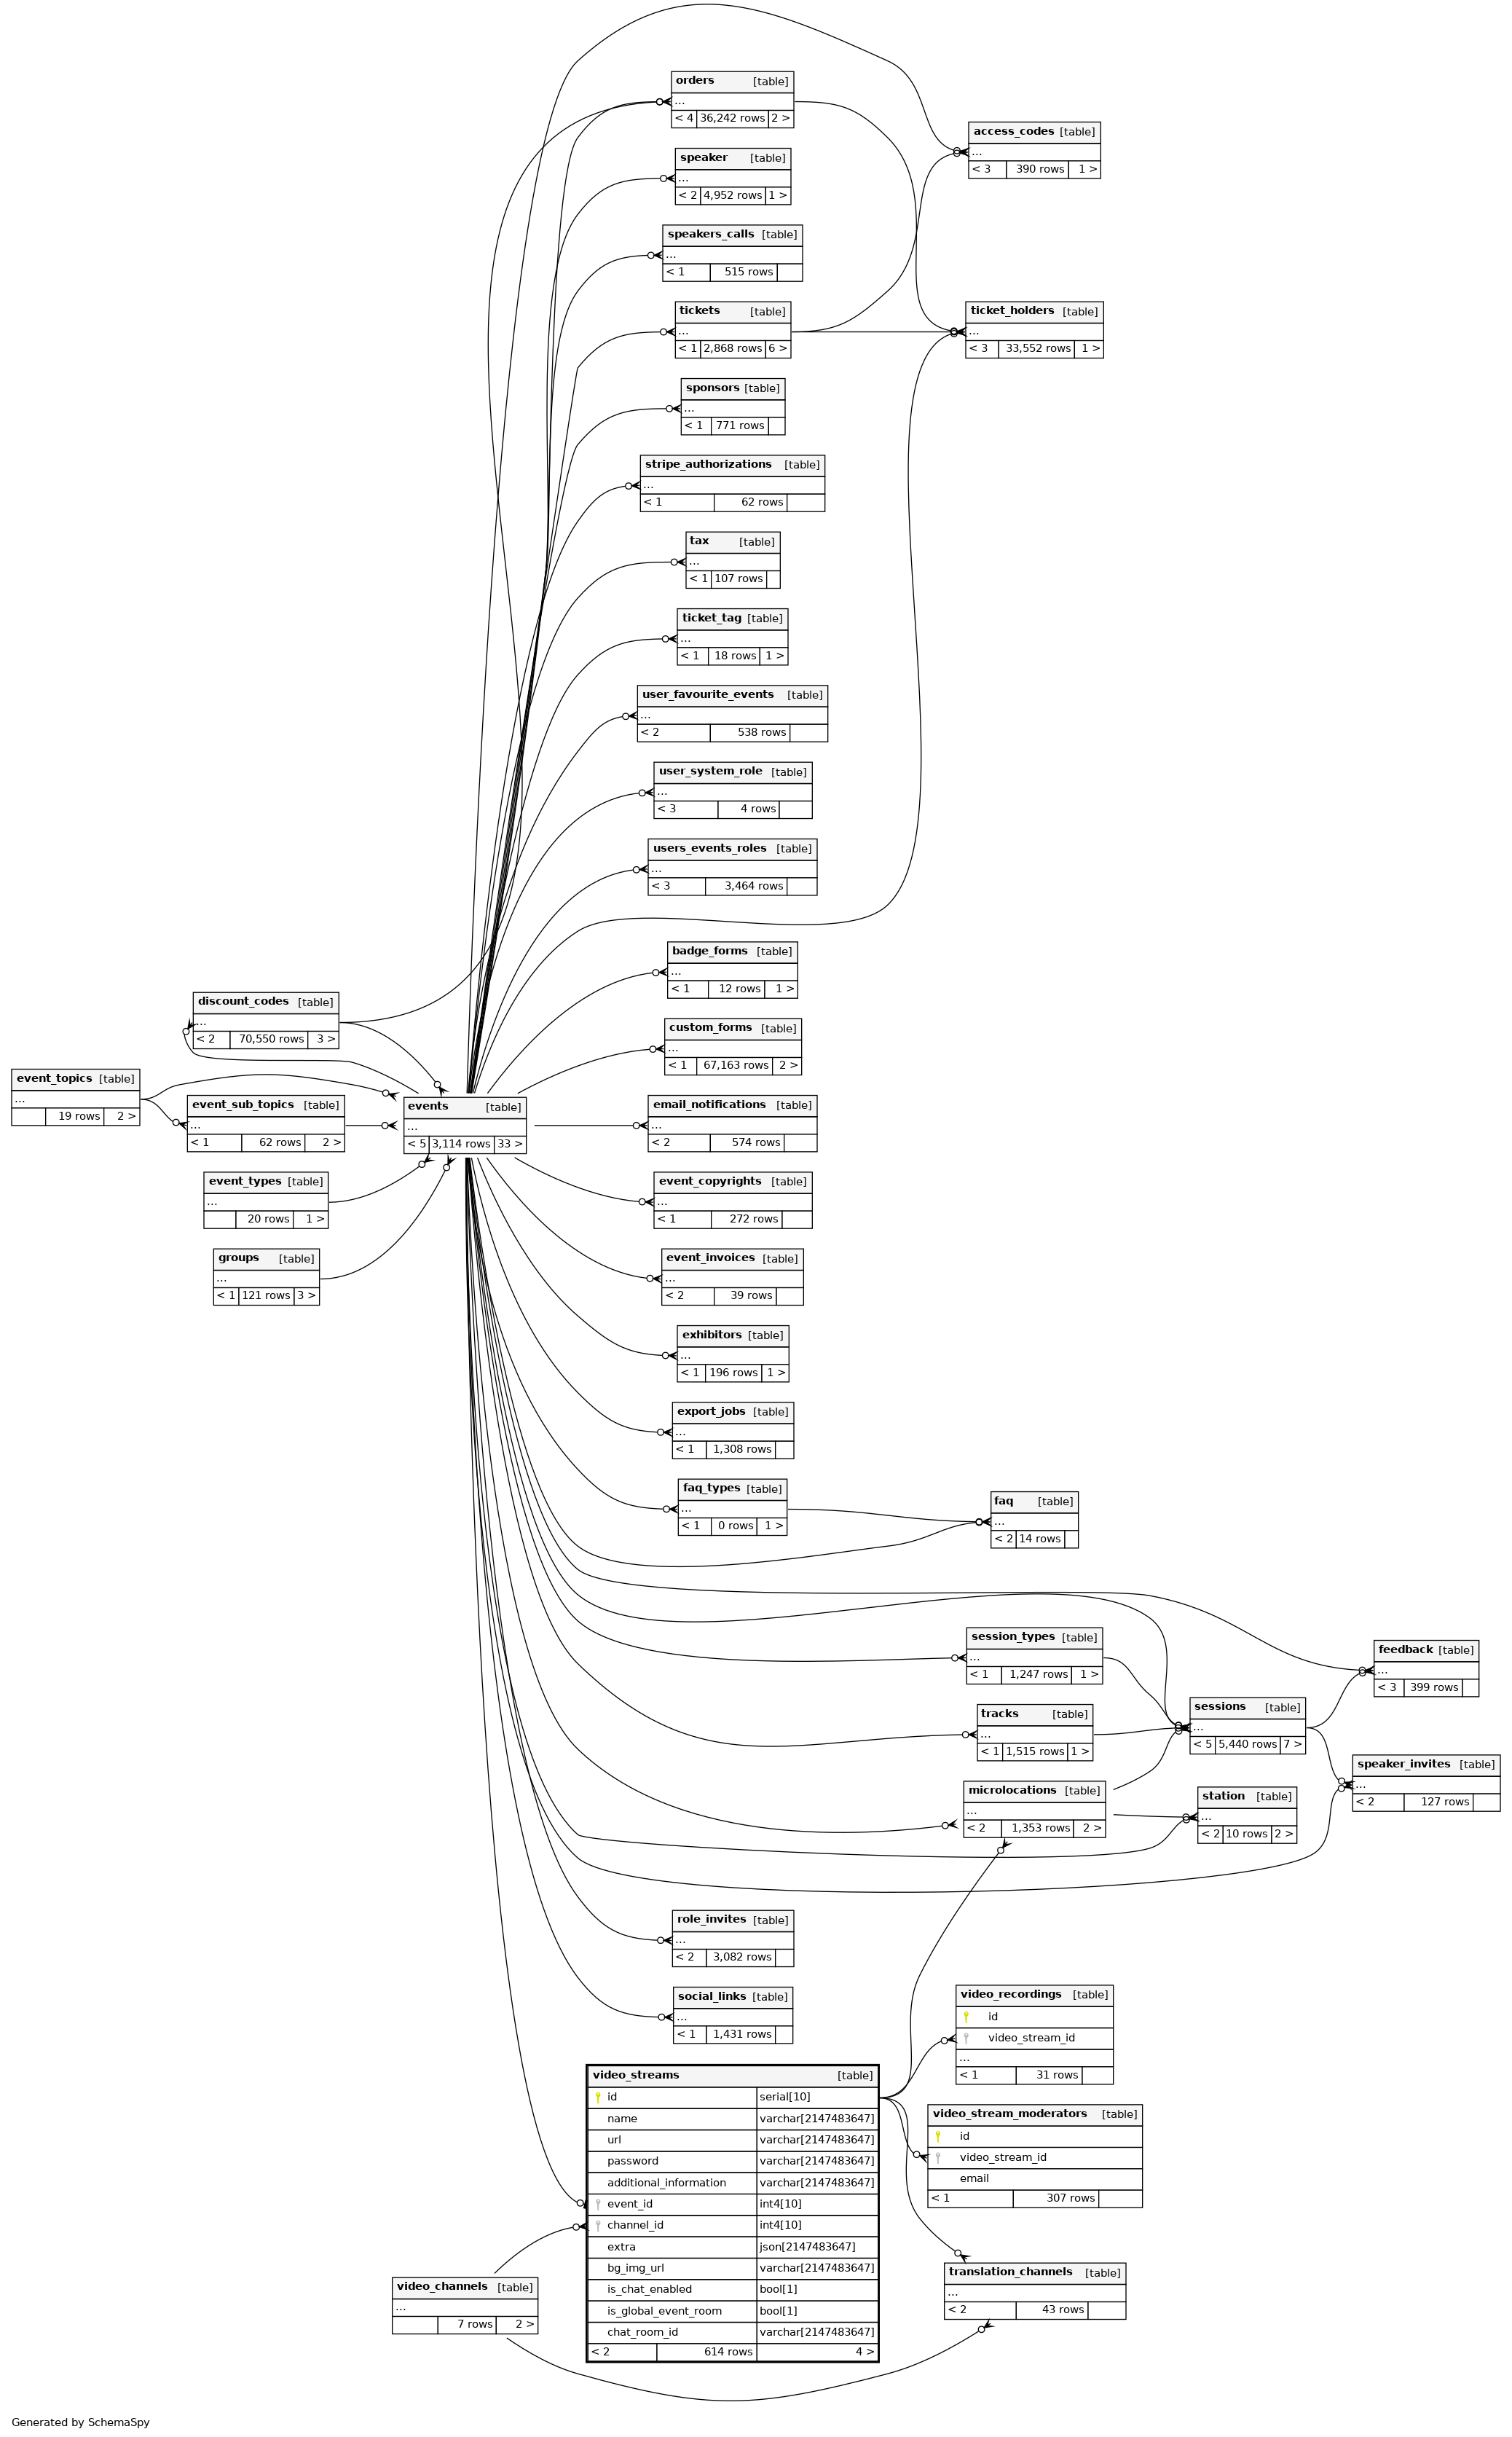 orders [table]
...
< 4 36,242 rows 2 >
access_codes [table]
...
< 3 390 rows 1 >
speaker [table]
...
< 2 4,952 rows 1 >
speakers_calls [table]
...
< 1 515 rows
tickets [table]
...
< 1 2,868 rows 6 >
ticket_holders [table]
...
< 3 33,552 rows 1 >
sponsors [table]
...
< 1 771 rows
stripe_authorizations [table]
...
< 1 62 rows
tax [table]
...
< 1 107 rows
ticket_tag [table]
...
< 1 18 rows 1 >
user_favourite_events [table]
...
< 2 538 rows
user_system_role [table]
...
< 3 4 rows
users_events_roles [table]
...
< 3 3,464 rows
badge_forms [table]
...
< 1 12 rows 1 >
discount_codes [table]
...
< 2 70,550 rows 3 >
custom_forms [table]
...
< 1 67,163 rows 2 >
event_topics [table]
...
19 rows 2 >
event_sub_topics [table]
...
< 1 62 rows 2 >
events [table]
...
< 5 3,114 rows 33 >
email_notifications [table]
...
< 2 574 rows
event_types [table]
...
20 rows 1 >
event_copyrights [table]
...
< 1 272 rows
groups [table]
...
< 1 121 rows 3 >
event_invoices [table]
...
< 2 39 rows
exhibitors [table]
...
< 1 196 rows 1 >
export_jobs [table]
...
< 1 1,308 rows
faq_types [table]
...
< 1 0 rows 1 >
faq [table]
...
< 2 14 rows
session_types [table]
...
< 1 1,247 rows 1 >
feedback [table]
...
< 3 399 rows
tracks [table]
...
< 1 1,515 rows 1 >
sessions [table]
...
< 5 5,440 rows 7 >
speaker_invites [table]
...
< 2 127 rows
microlocations [table]
...
< 2 1,353 rows 2 >
station [table]
...
< 2 10 rows 2 >
role_invites [table]
...
< 2 3,082 rows
social_links [table]
...
< 1 1,431 rows
video_recordings [table]
id
video_stream_id
...
< 1 31 rows
video_streams [table]
id serial[10]
name varchar[2147483647]
url varchar[2147483647]
password varchar[2147483647]
additional_information varchar[2147483647]
event_id int4[10]
channel_id int4[10]
extra json[2147483647]
bg_img_url varchar[2147483647]
is_chat_enabled bool[1]
is_global_event_room bool[1]
chat_room_id varchar[2147483647]
< 2 614 rows 4 >
video_stream_moderators [table]
id
video_stream_id
email
< 1 307 rows
translation_channels [table]
...
< 2 43 rows
video_channels [table]
...
7 rows 2 >
Generated by SchemaSpy